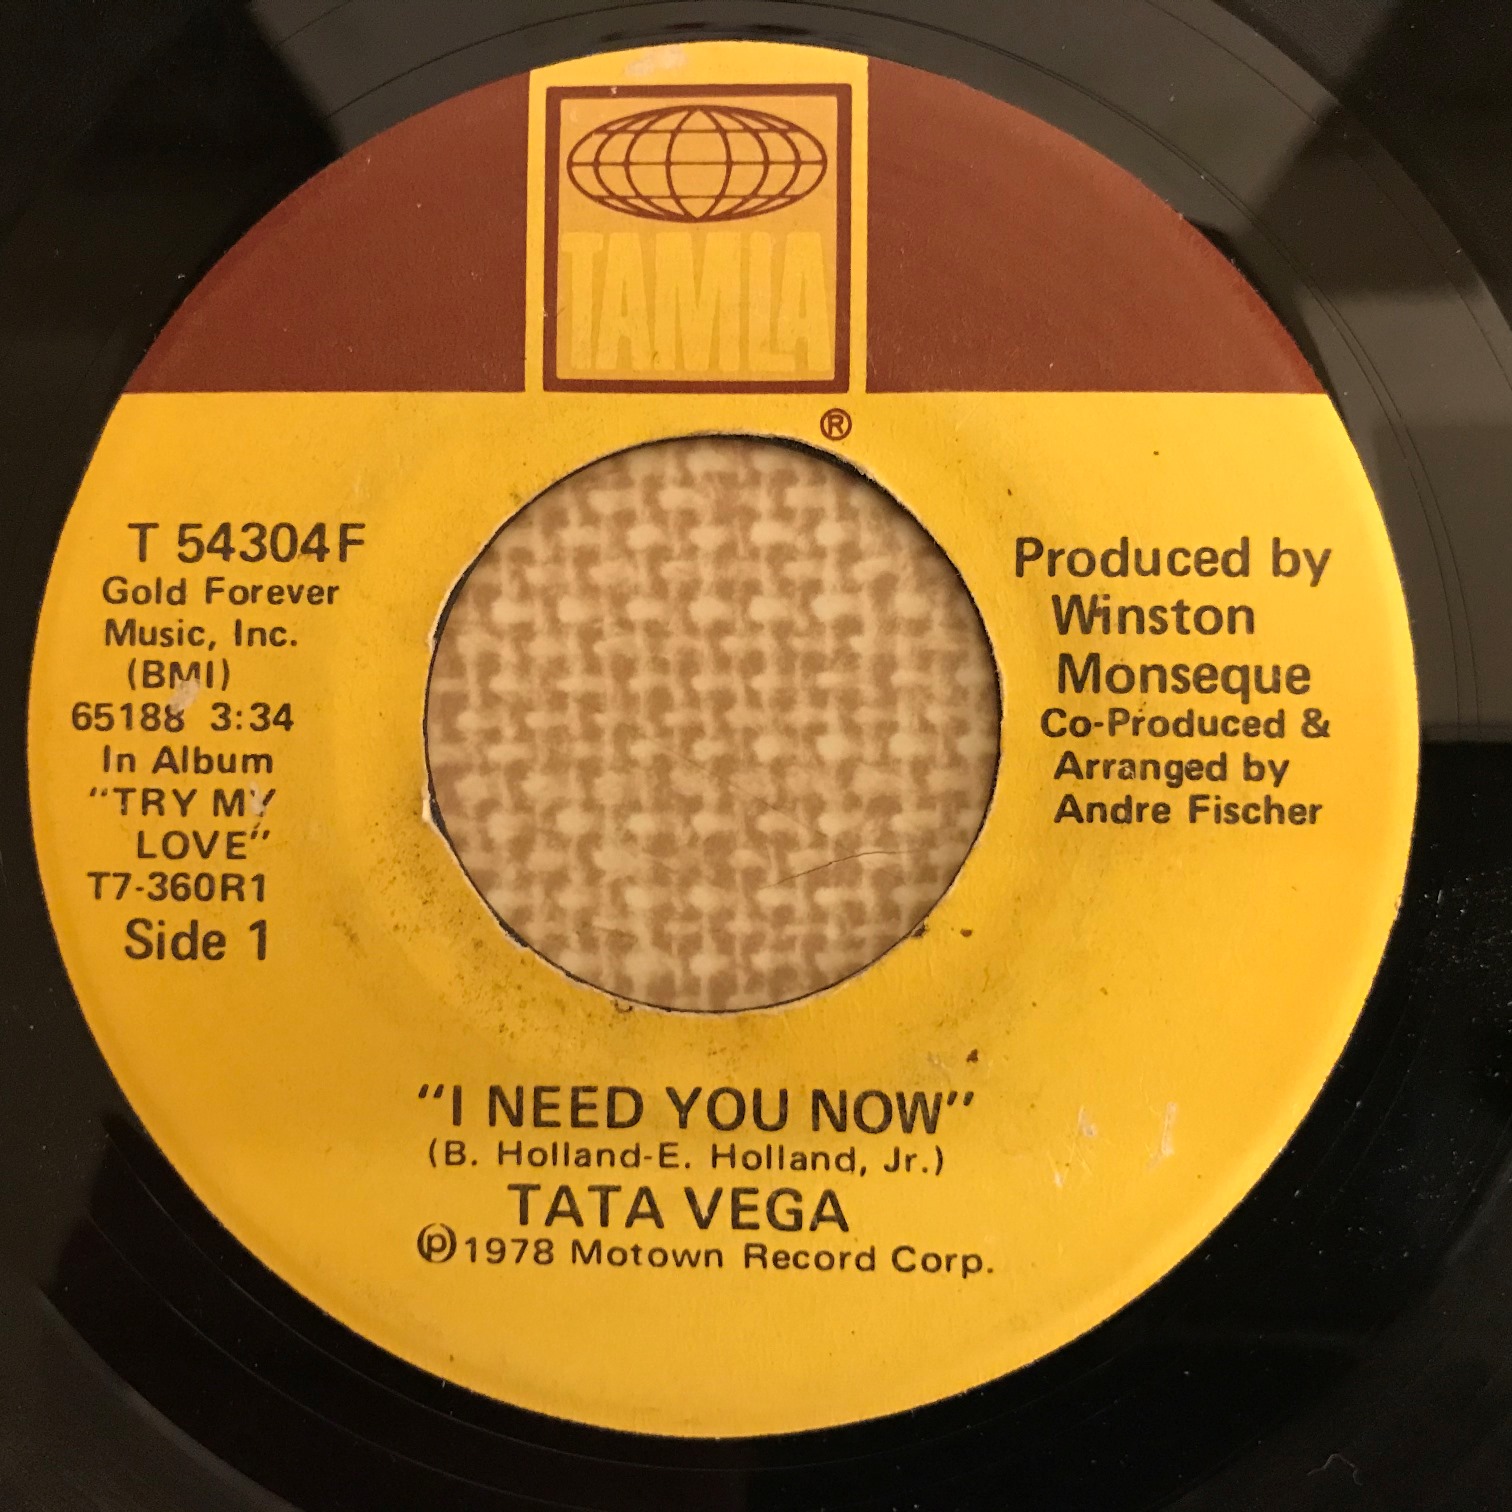 TAMLA
®
T 54304F
Gold Forever
Music, Inc.
(BMI)
65188 3:34
In Album
"TRY MY
LOVE"
T7-360R1
Side 1
Produced by
Winston
Monseque
Co-Produced &
Arranged by
Andre Fischer
"I NEED YOU NOW"
(B. Holland-E. Holland, Jr.)
TATA VEGA
℗1978 Motown Record Corp.